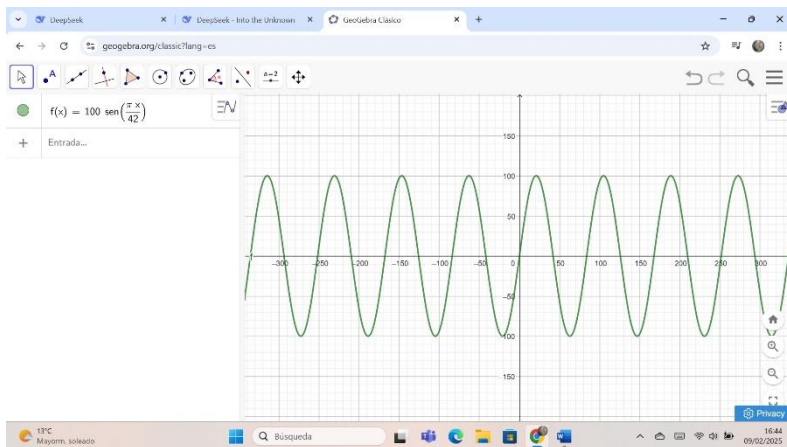 DeepSeek
DeepSeek - Into the Unknown
GeoGebra Clásico
geogebra.org/classic?lang=es
A
a=2
f(x) = 100 sen(πx/42)
Entrada...
150
100
50
-300 -250 -200 -150 -100 -50 0 50 100 150 200 250 300
-50
-100
-150
Privacy
13°C
Mayorm. soleado
Búsqueda
16:44
09/02/2025